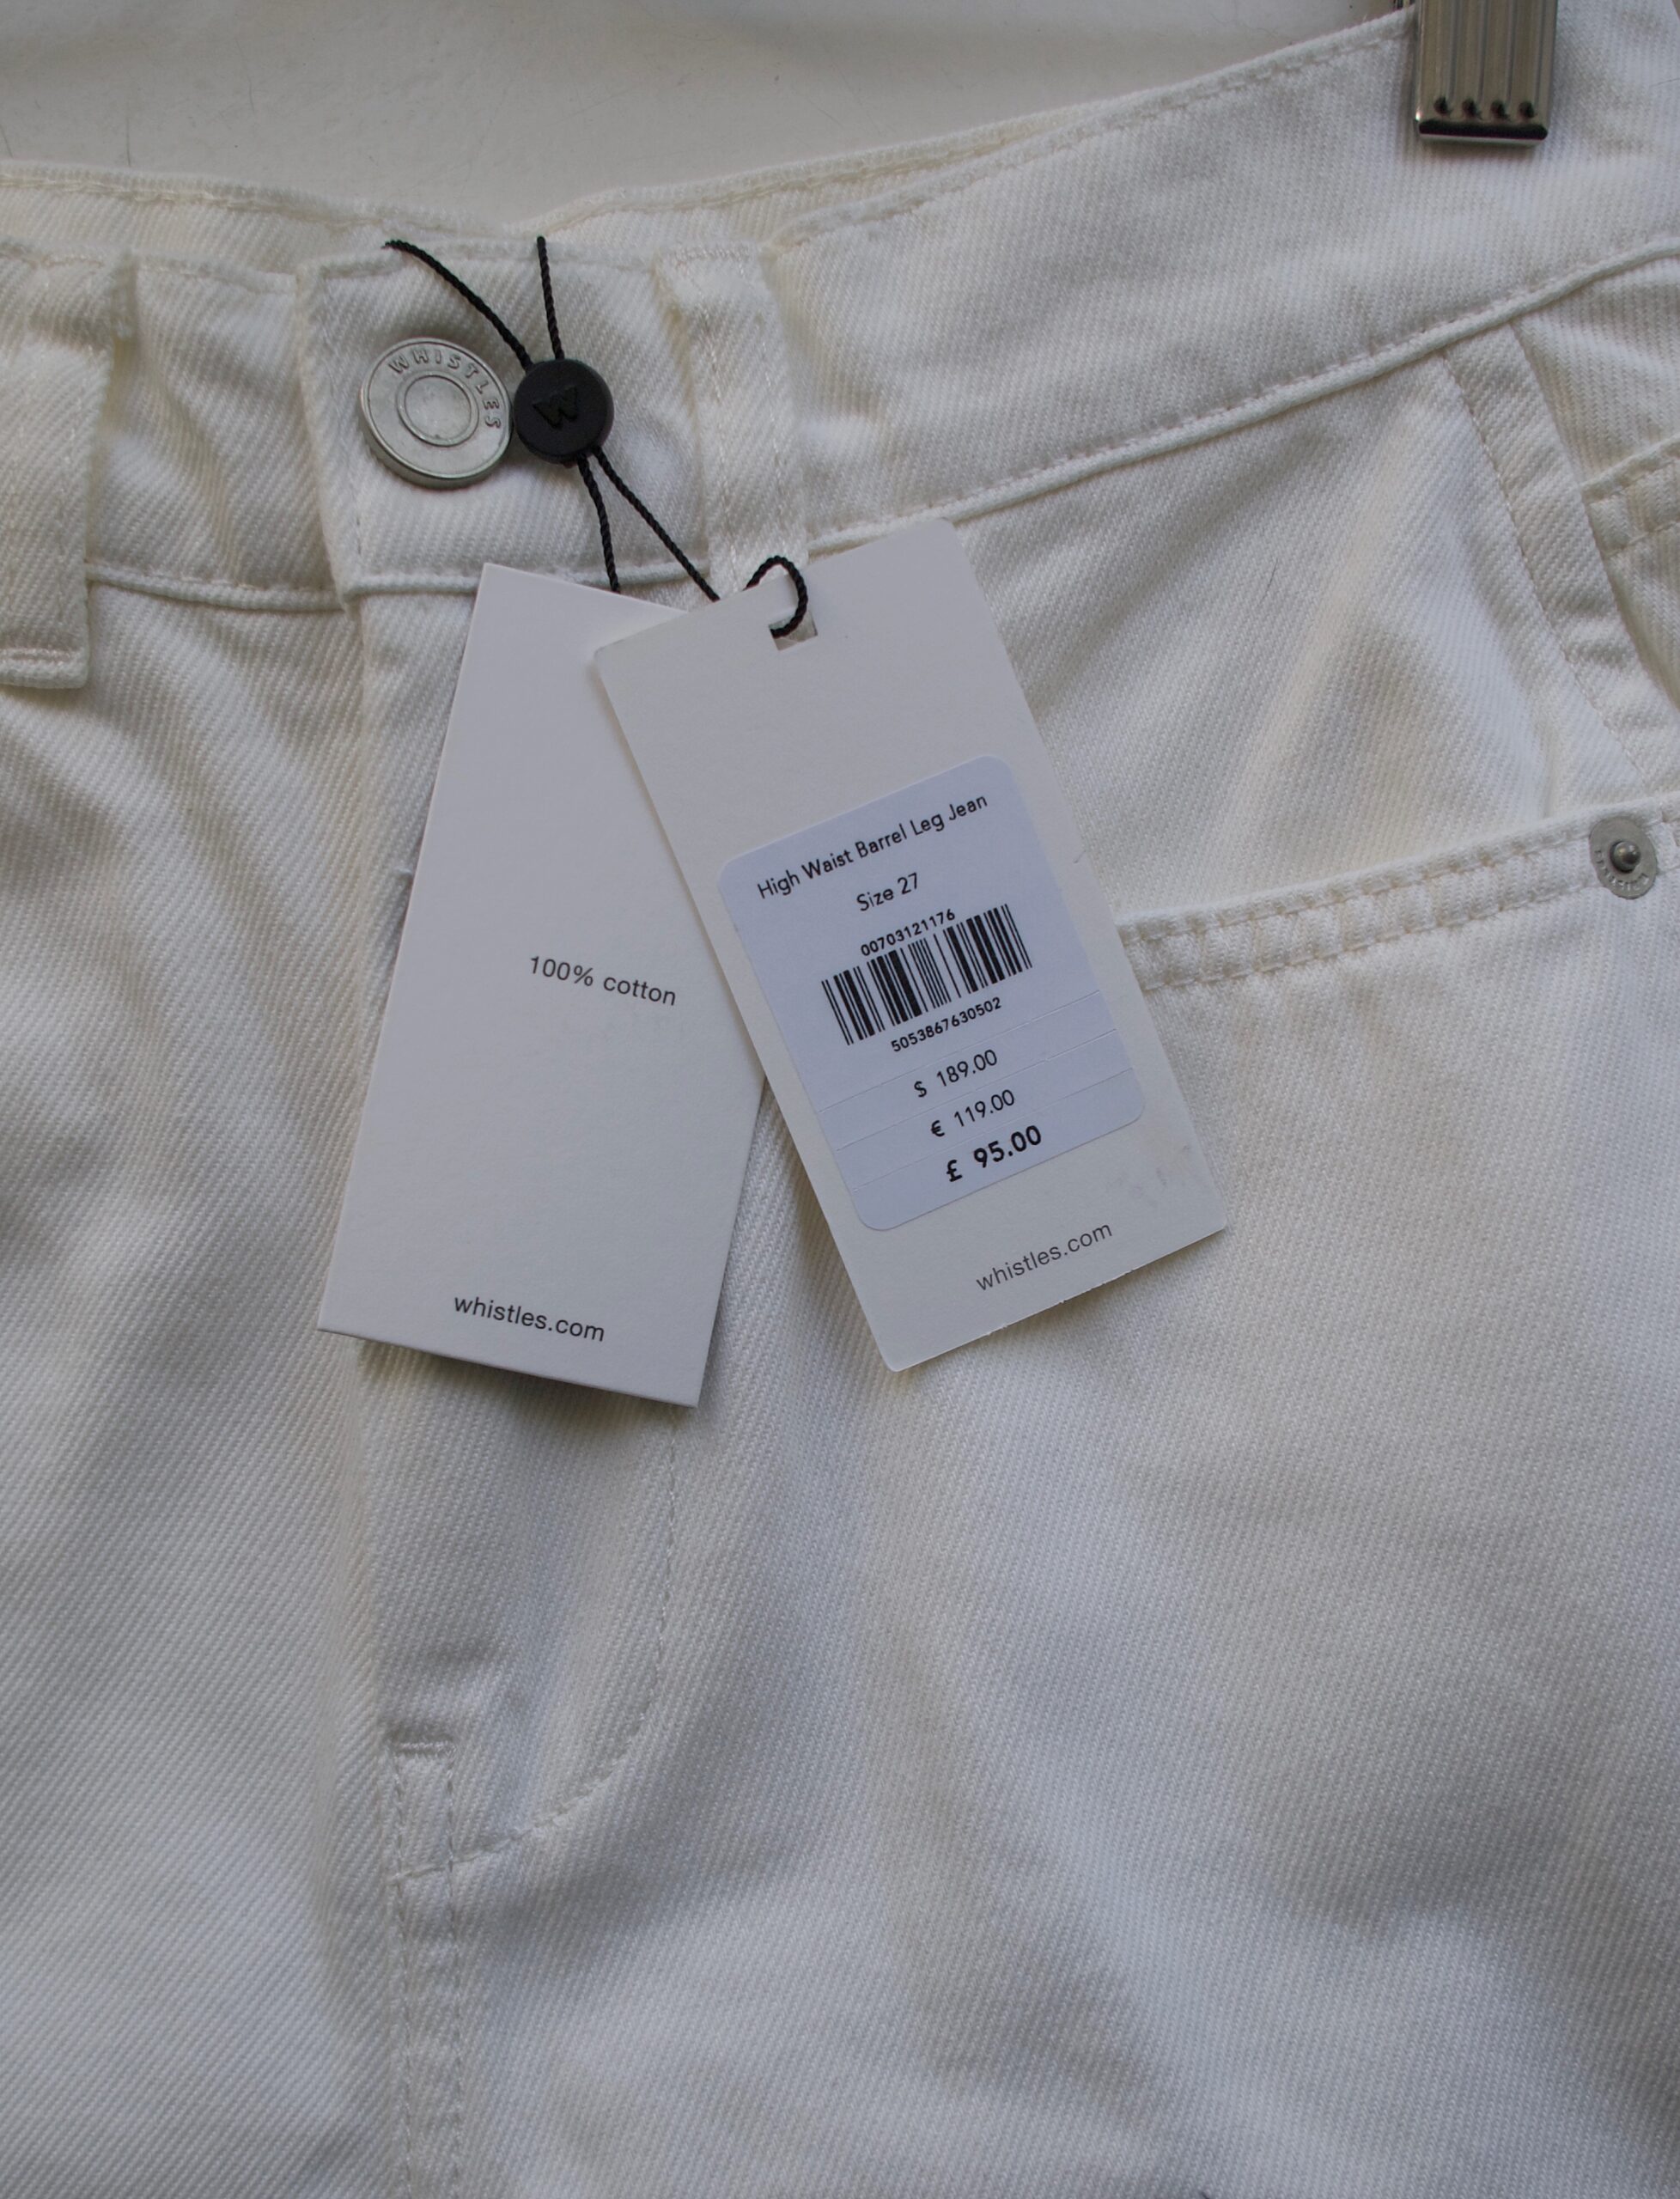 WHISTLES
W
100% cotton
whistles.com
High Waist Barrel Leg Jean
Size 27
00703121176
5053867630502
$ 189.00
€ 119.00
£ 95.00
whistles.com